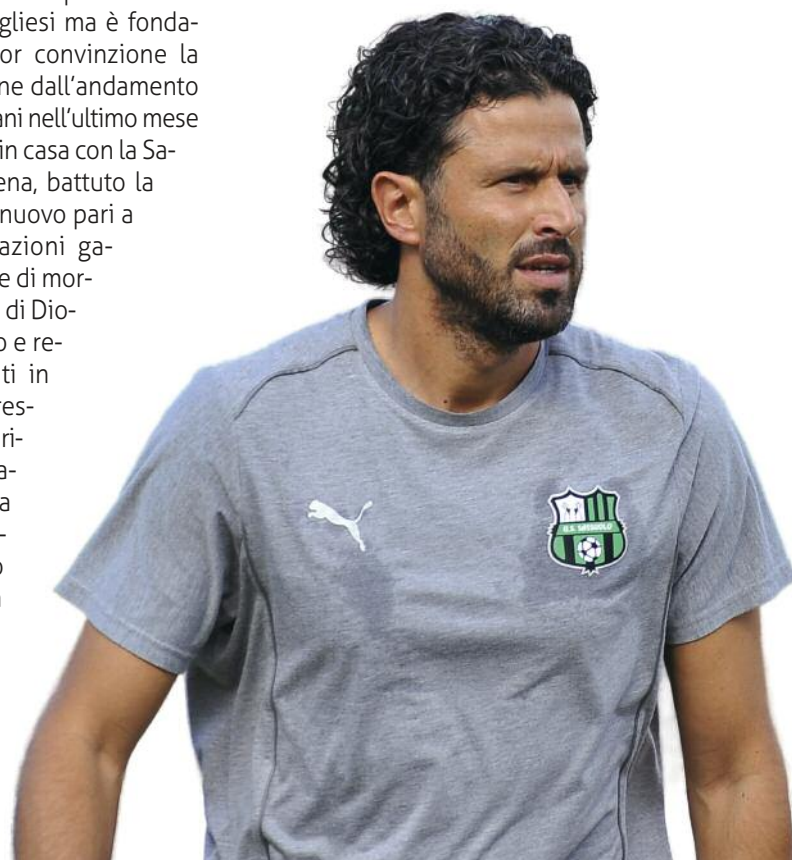 gliesi ma è fonda-
or convinzione la
ne dall'andamento
ani nell'ultimo mese
in casa con la Sa-
ena, battuto la
nuovo pari a
azioni ga-
e di mor-
di Dio-
o e re-
ti in
res-
ri-
a-
a
-
o
U.S. SASSUOLO